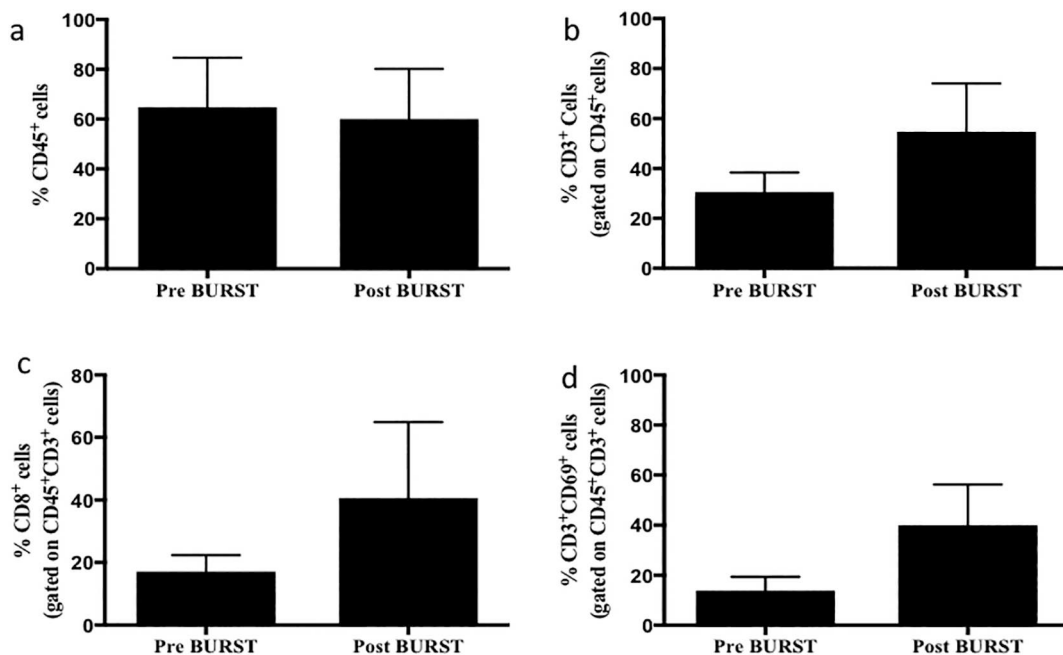 a
% CD45+ cells
100
80
60
40
20
0
Pre BURST Post BURST
b
% CD3+ Cells
(gated on CD45+cells)
100
80
60
40
20
0
Pre BURST Post BURST
c
% CD8+ cells
(gated on CD45+CD3+ cells)
80
60
40
20
0
Pre BURST Post BURST
d
% CD3+CD69+ cells
(gated on CD45+CD3+ cells)
100
80
60
40
20
0
Pre BURST Post BURST